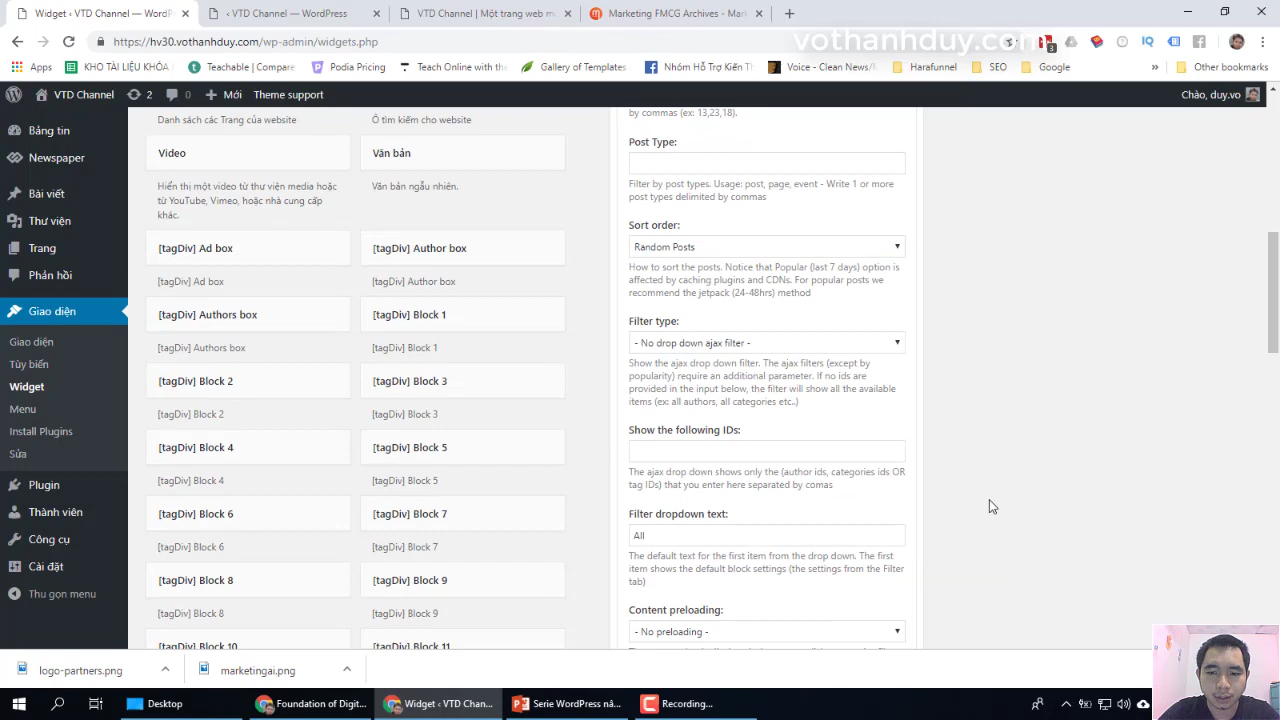 Widget ‹ VTD Channel — WordPress
‹ VTD Channel — WordPress
VTD Channel | Một trang web m
Marketing FMCG Archives - Mark
https://hv30.vothanhduy.com/wp-admin/widgets.php
vothanhduy.com
3
Apps
KHO TÀI LIỆU KHÓA
Teachable | Compare
Podia Pricing
Teach Online with the
Gallery of Templates
Nhóm Hỗ Trợ Kiến Th
Voice - Clean News/M
Harafunnel
SEO
Google
»
Other bookmarks
VTD Channel
2
0
Mới
Theme support
Chào, duy.vo
Bảng tin
Newspaper
Bài viết
Thư viện
Trang
Phản hồi
Giao diện
Giao diện
Tùy biến
Widget
Menu
Install Plugins
Sửa
Plugin
Thành viên
Công cụ
Cài đặt
Thu gọn menu
Danh sách các Trang của website
Ô tìm kiếm cho website
Video
Văn bản
Hiển thị một video từ thư viện media hoặc
từ YouTube, Vimeo, hoặc nhà cung cấp
khác.
Văn bản ngẫu nhiên.
[tagDiv] Ad box
[tagDiv] Author box
[tagDiv] Ad box
[tagDiv] Author box
[tagDiv] Authors box
[tagDiv] Block 1
[tagDiv] Authors box
[tagDiv] Block 1
[tagDiv] Block 2
[tagDiv] Block 3
[tagDiv] Block 2
[tagDiv] Block 3
[tagDiv] Block 4
[tagDiv] Block 5
[tagDiv] Block 4
[tagDiv] Block 5
[tagDiv] Block 6
[tagDiv] Block 7
[tagDiv] Block 6
[tagDiv] Block 7
[tagDiv] Block 8
[tagDiv] Block 9
[tagDiv] Block 8
[tagDiv] Block 9
[tagDiv] Block 10
[tagDiv] Block 11
by commas (ex: 13,23,18).
Post Type:
Filter by post types. Usage: post, page, event - Write 1 or more
post types delimited by commas
Sort order:
Random Posts
How to sort the posts. Notice that Popular (last 7 days) option is
affected by caching plugins and CDNs. For popular posts we
recommend the jetpack (24-48hrs) method
Filter type:
- No drop down ajax filter -
Show the ajax drop down filter. The ajax filters (except by
popularity) require an additional parameter. If no ids are
provided in the input below, the filter will show all the available
items (ex: all authors, all categories etc..)
Show the following IDs:
The ajax drop down shows only the (author ids, categories ids OR
tag IDs) that you enter here separated by comas
Filter dropdown text:
All
The default text for the first item from the drop down. The first
item shows the default block settings (the settings from the Filter
tab)
Content preloading:
- No preloading -
logo-partners.png
marketingai.png
Desktop
Foundation of Digit...
Widget ‹ VTD Chan...
Serie WordPress nâ...
Recording...